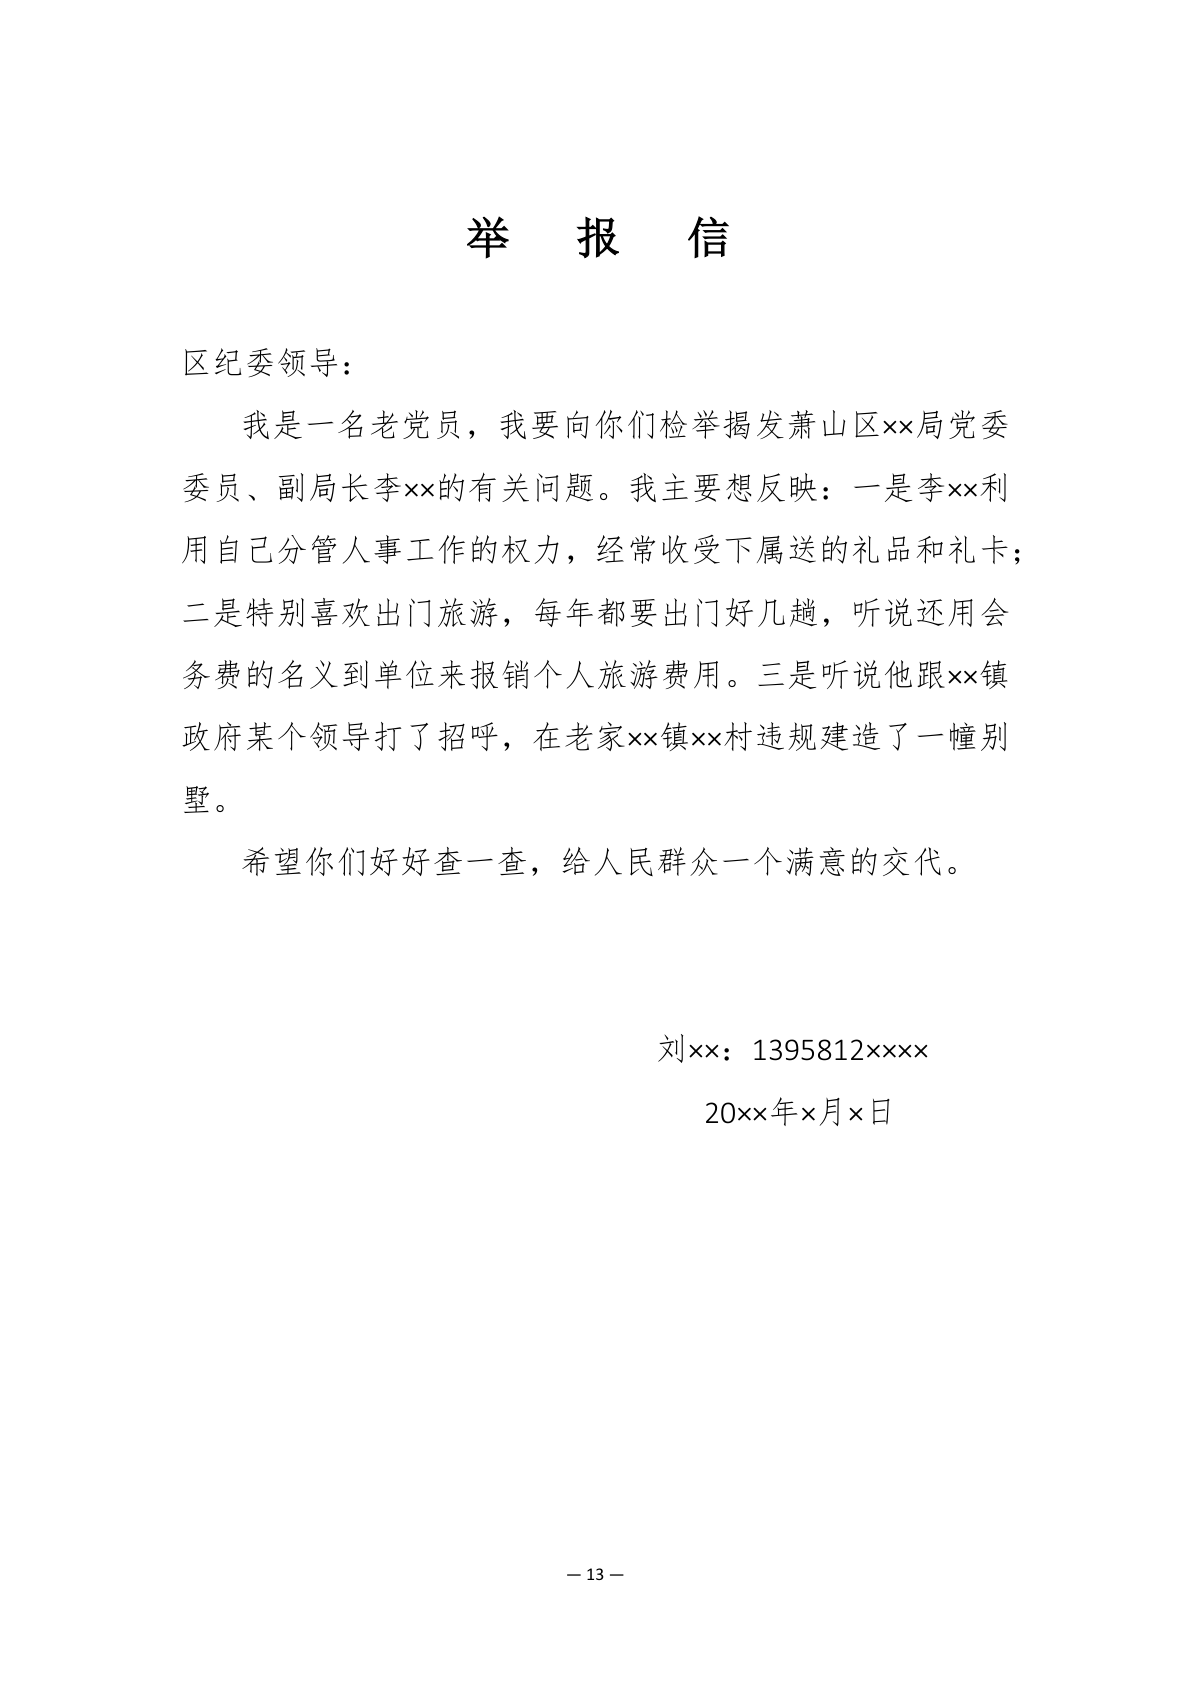 举 报 信
区纪委领导：
我是一名老党员，我要向你们检举揭发萧山区××局党委
委员、副局长李××的有关问题。我主要想反映：一是李××利
用自己分管人事工作的权力，经常收受下属送的礼品和礼卡；
二是特别喜欢出门旅游，每年都要出门好几趟，听说还用会
务费的名义到单位来报销个人旅游费用。三是听说他跟××镇
政府某个领导打了招呼，在老家××镇××村违规建造了一幢别
墅。
希望你们好好查一查，给人民群众一个满意的交代。
刘××：1395812××××
20××年×月×日
— 13 —